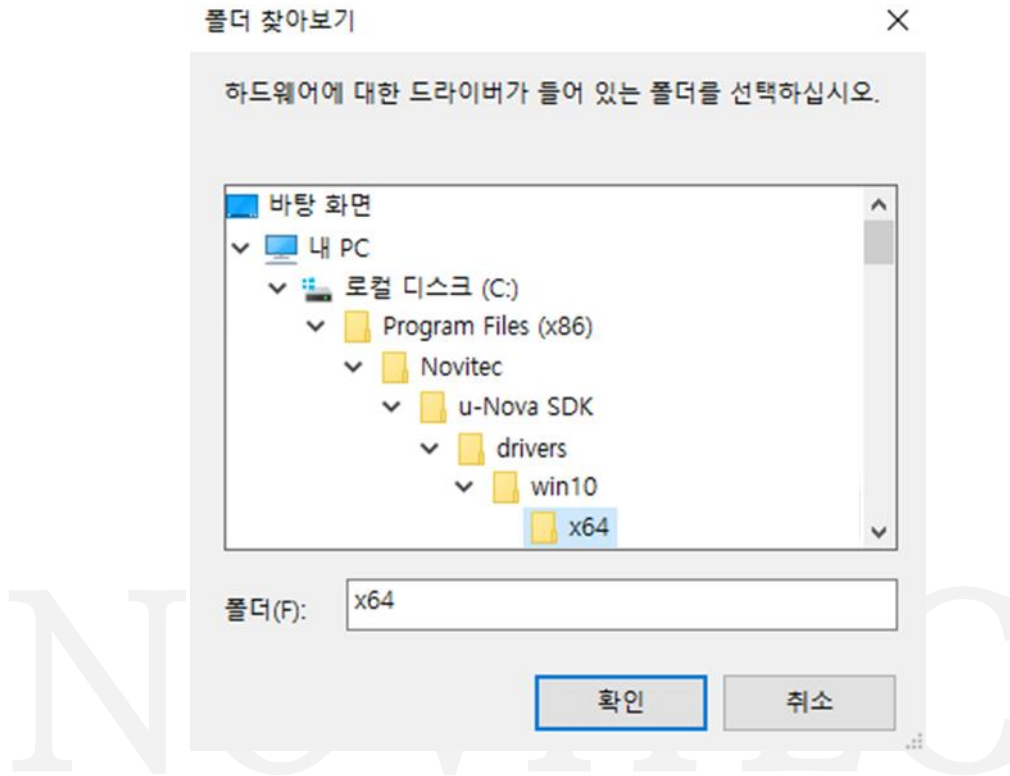 폴더 찾아보기
하드웨어에 대한 드라이버가 들어 있는 폴더를 선택하십시오.
바탕 화면
내 PC
로컬 디스크 (C:)
Program Files (x86)
Novitec
u-Nova SDK
drivers
win10
x64
폴더(F): x64
확인 취소
NOVITEC